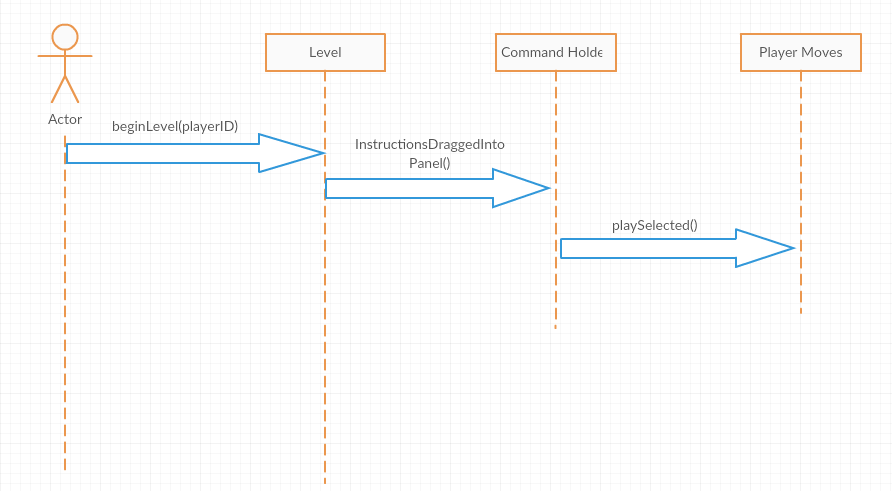 Level
Command Holde
Player Moves
Actor
beginLevel(playerID)
InstructionsDraggedInto
Panel()
playSelected()